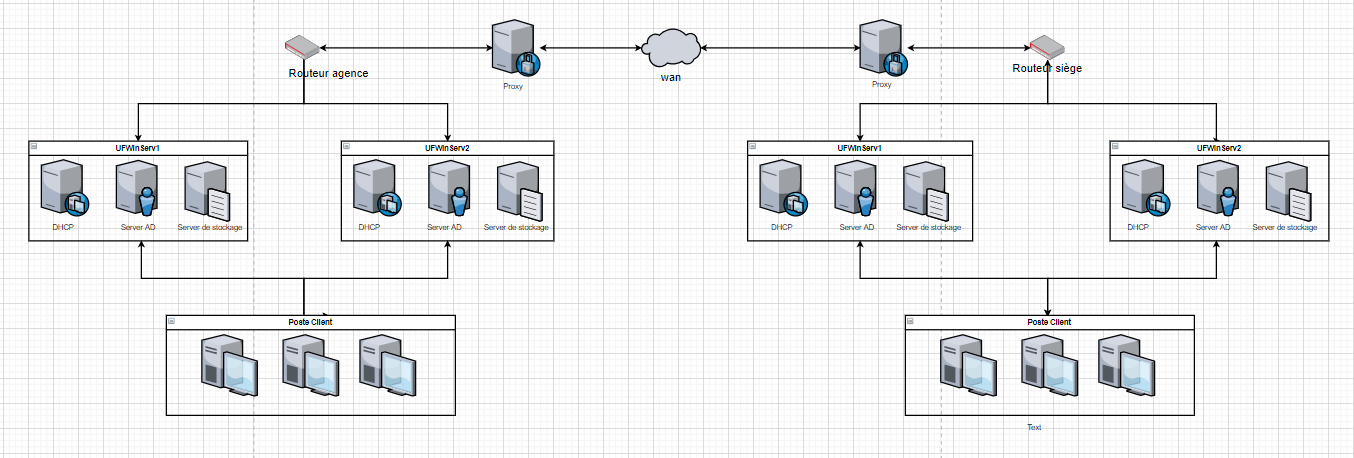 Routeur agence
Proxy
wan
Proxy
Routeur siège
UFWinServ1
UFWinServ2
UFWinServ1
UFWinServ2
DHCP
Server AD
Server de stockage
DHCP
Server AD
Server de stockage
DHCP
Server AD
Server de stockage
DHCP
Server AD
Server de stockage
Poste Client
Poste Client
Text